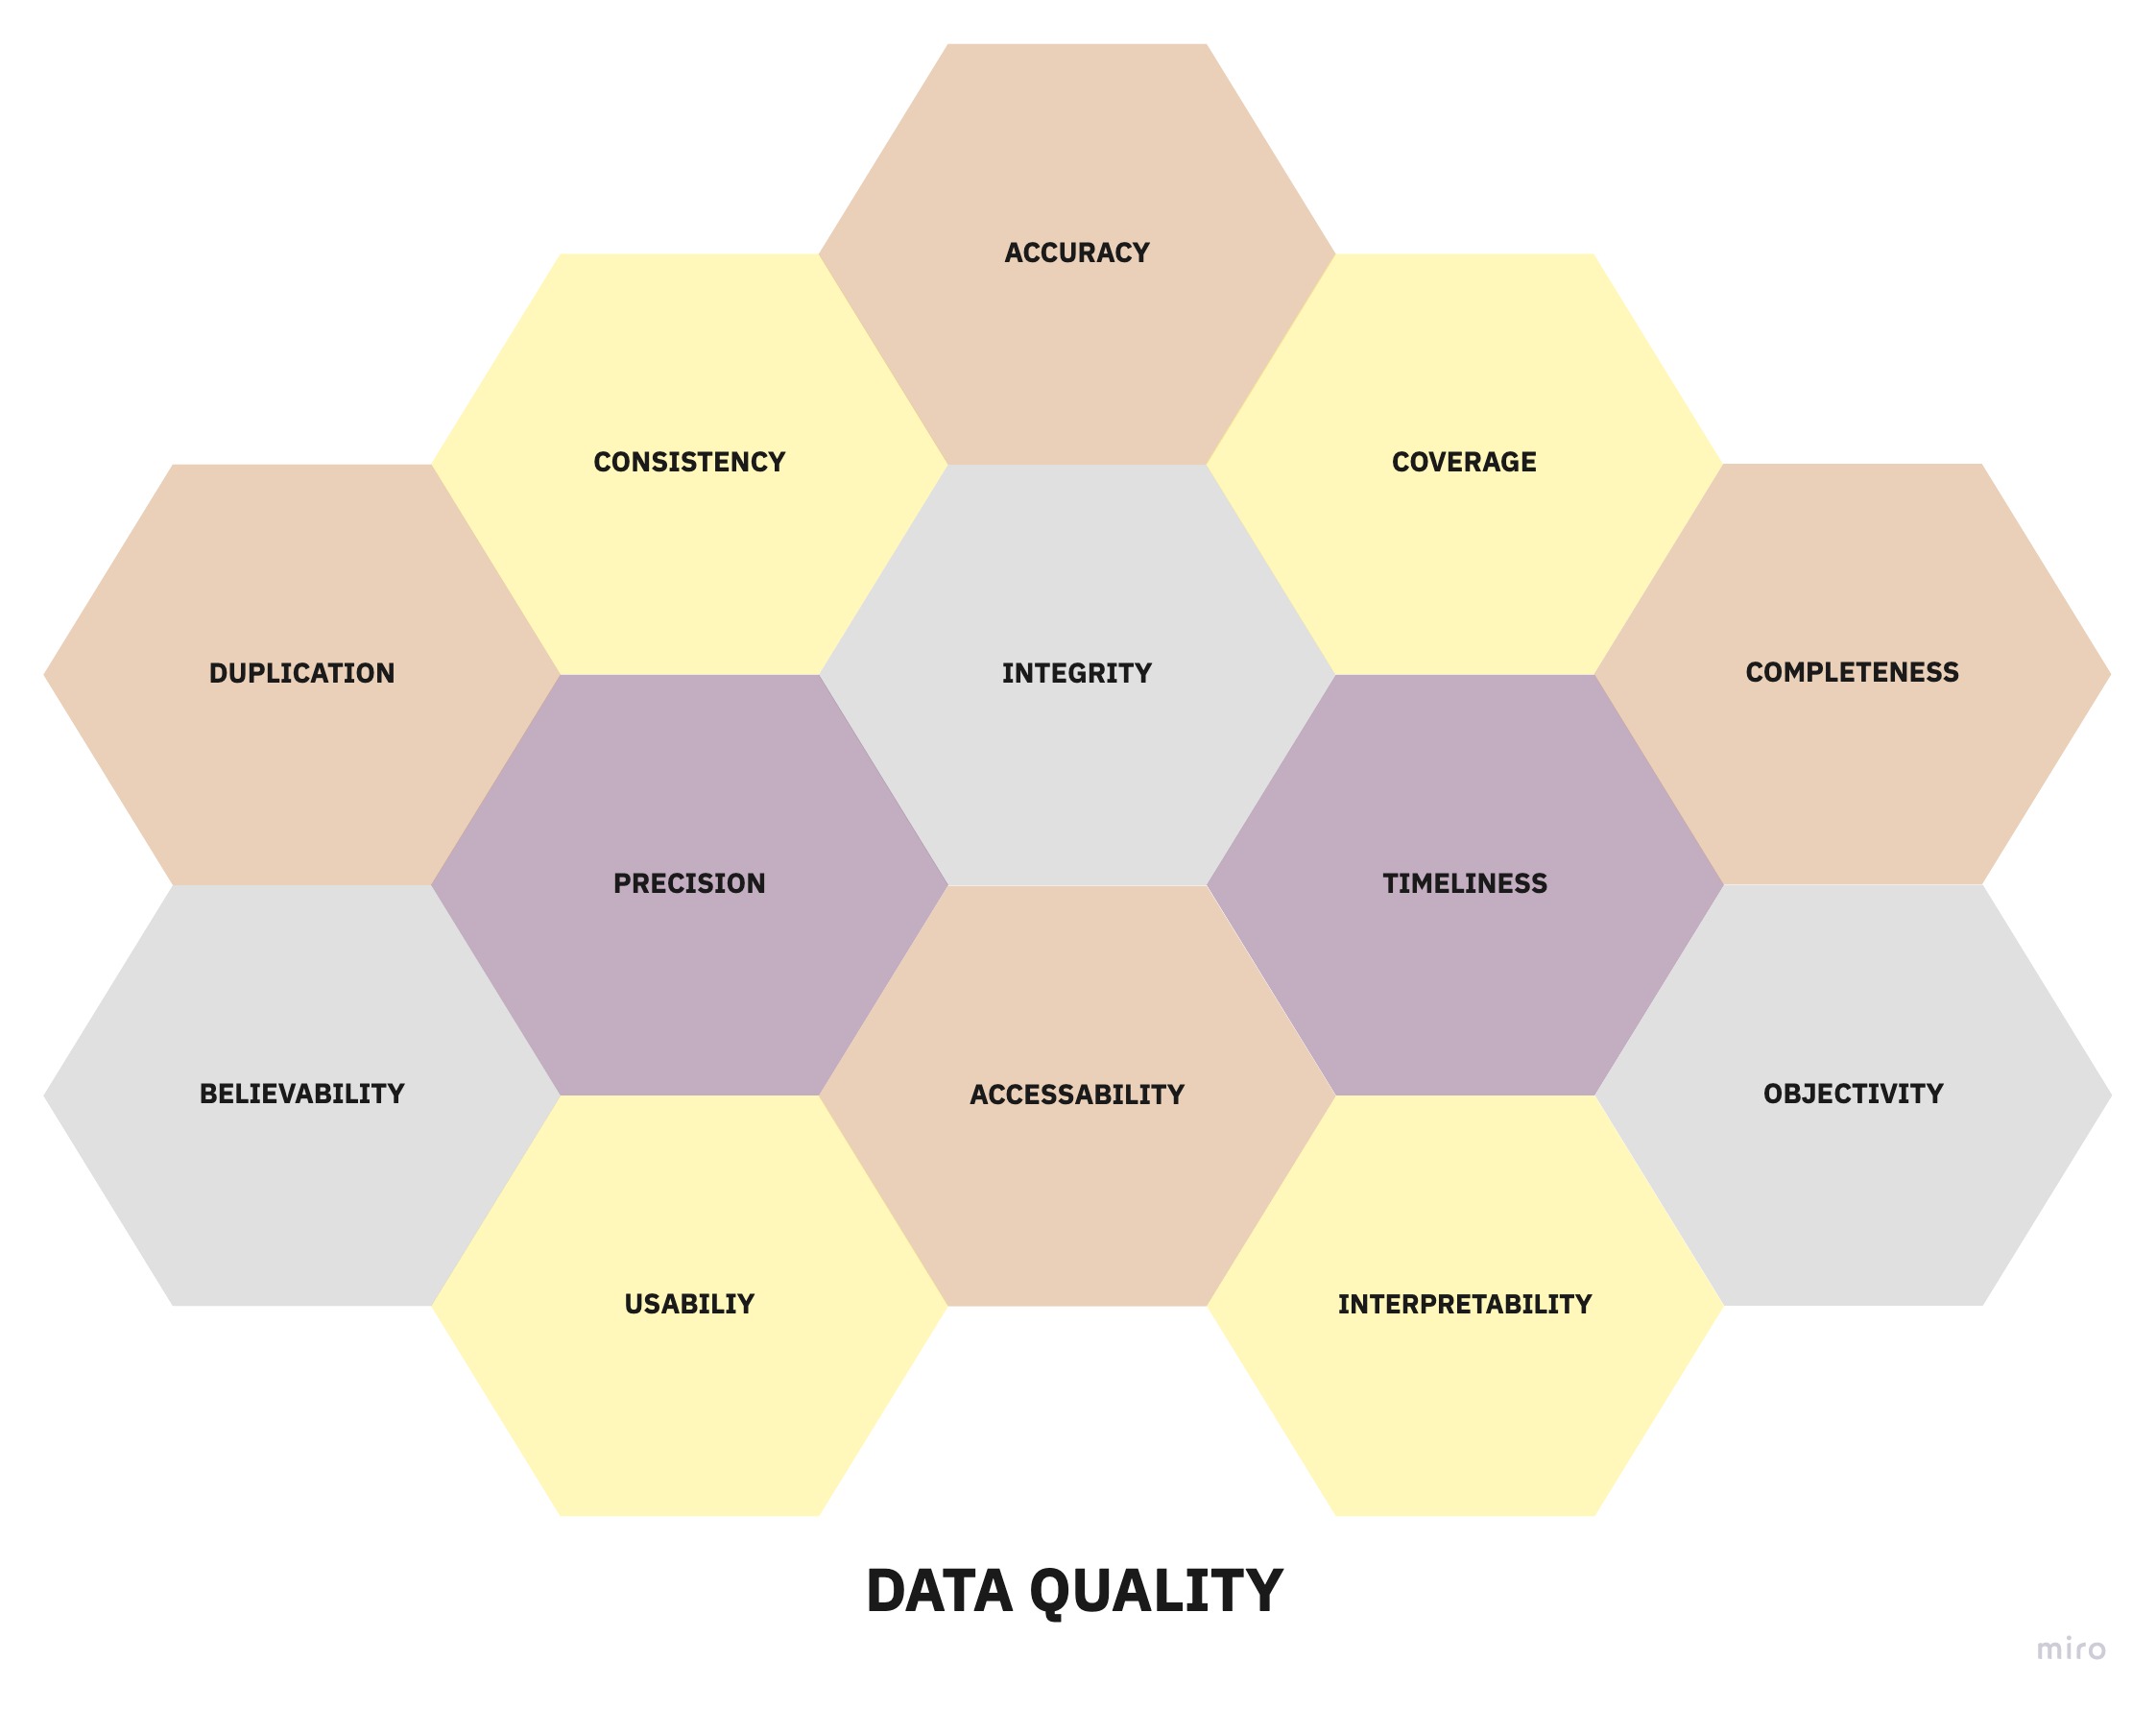 ACCURACY
CONSISTENCY
COVERAGE
DUPLICATION
INTEGRITY
COMPLETENESS
PRECISION
TIMELINESS
BELIEVABILITY
ACCESSABILITY
OBJECTIVITY
USABILIY
INTERPRETABILITY
DATA QUALITY
miro